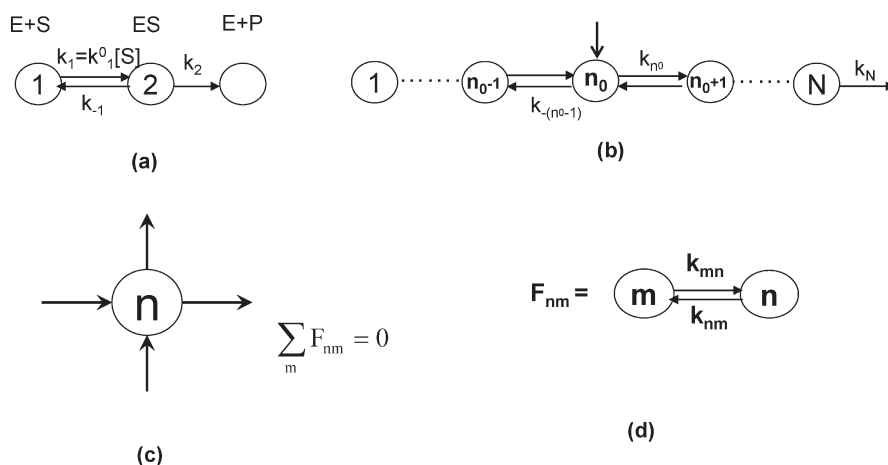 E+S ES E+P
k₁=k⁰₁[S]
1 2
k₋₁
k₂
(a)
kₙ⁰
1 n₀-1 n₀ n₀+1 N
k₋₍ₙ⁰₋₁₎
k_N
(b)
n
∑ₘ Fₙₘ = 0
(c)
kₘₙ
Fₙₘ = m n
kₙₘ
(d)